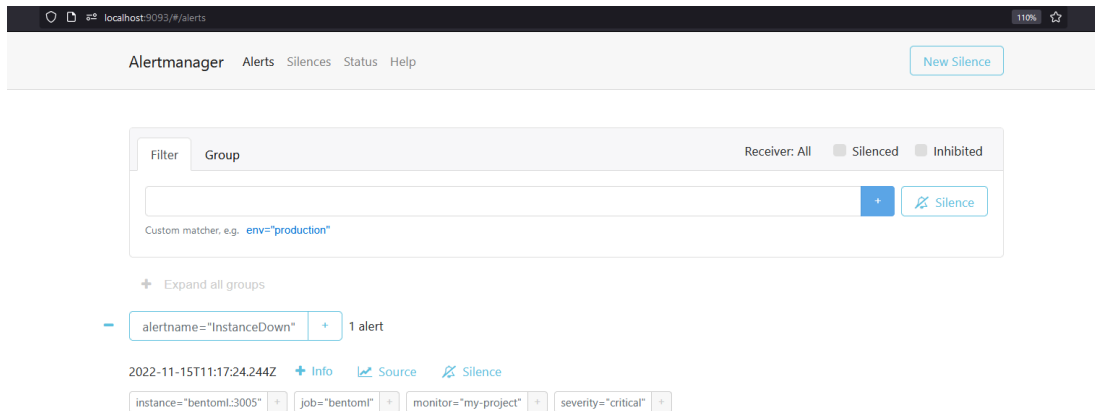 localhost:9093/#/alerts 110%
Alertmanager Alerts Silences Status Help New Silence
Filter Group Receiver: All Silenced Inhibited
+ Silence
Custom matcher, e.g. env="production"
+ Expand all groups
alertname="InstanceDown" + 1 alert
2022-11-15T11:17:24.244Z + Info Source Silence
instance="bentoml.:3005" + job="bentoml" + monitor="my-project" + severity="critical" +